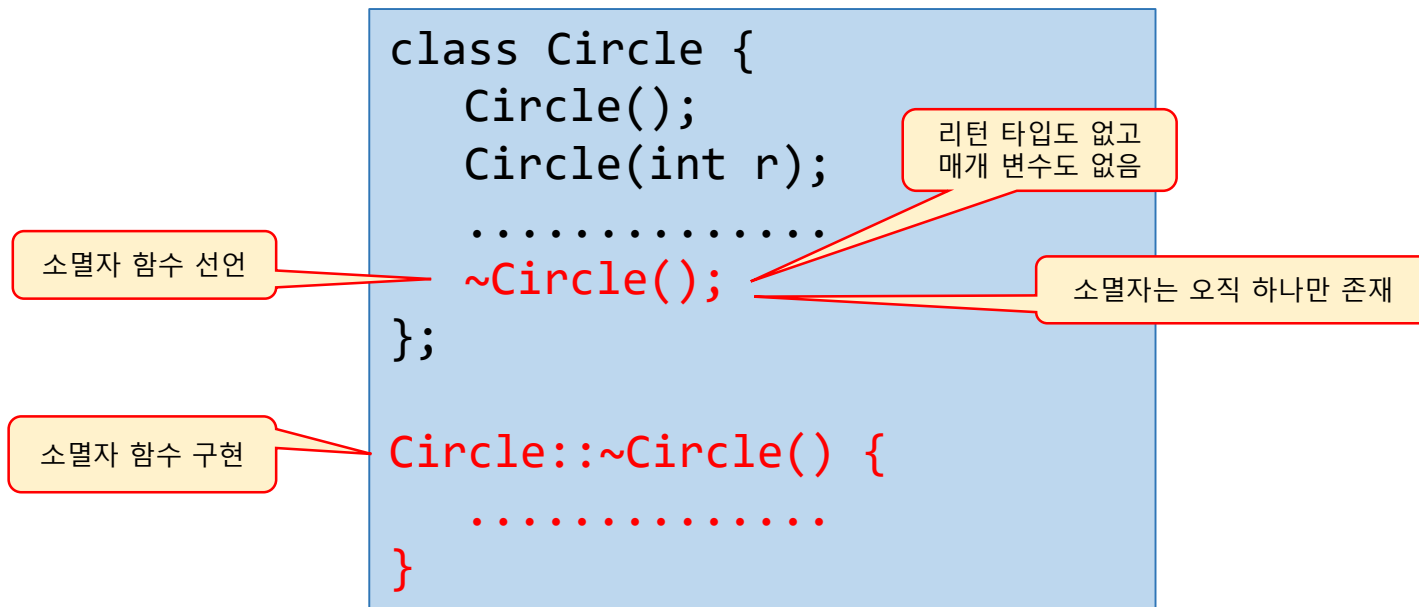 class Circle {
Circle();
Circle(int r);
리턴 타입도 없고
매개 변수도 없음
..............
소멸자 함수 선언
~Circle();
소멸자는 오직 하나만 존재
};
소멸자 함수 구현
Circle::~Circle() {
..............
}